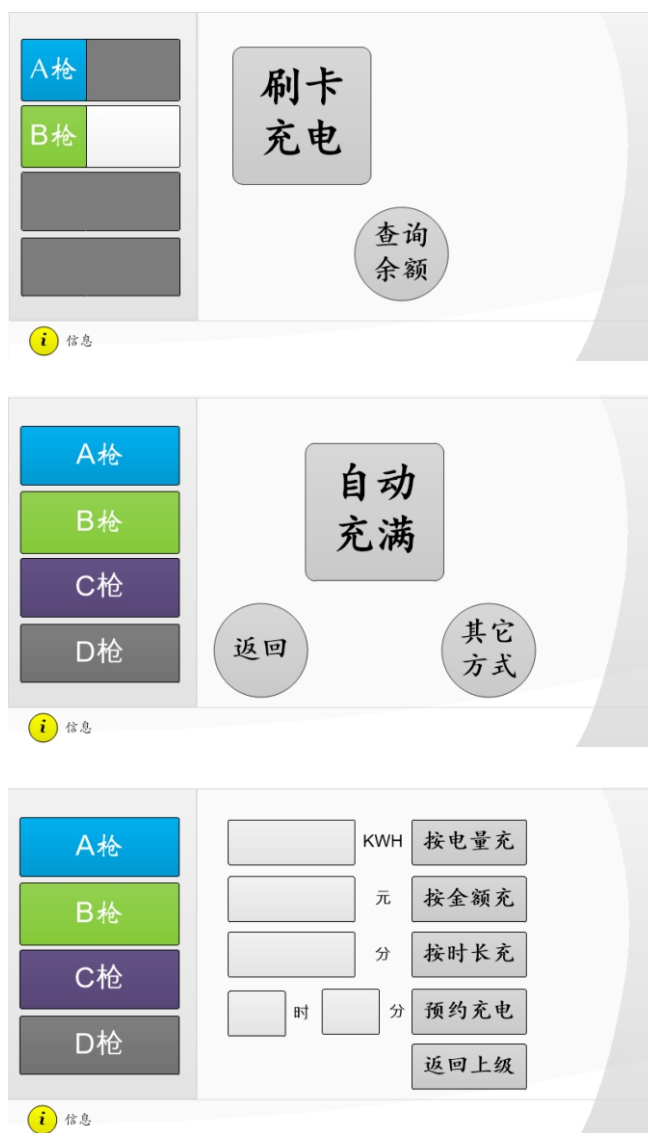 A枪
B枪
刷卡
充电
查询
余额
i 信息
A枪
B枪
C枪
D枪
自动
充满
返回
其它
方式
i 信息
A枪
B枪
C枪
D枪
KWH 按电量充
元 按金额充
分 按时长充
时 分 预约充电
返回上级
i 信息